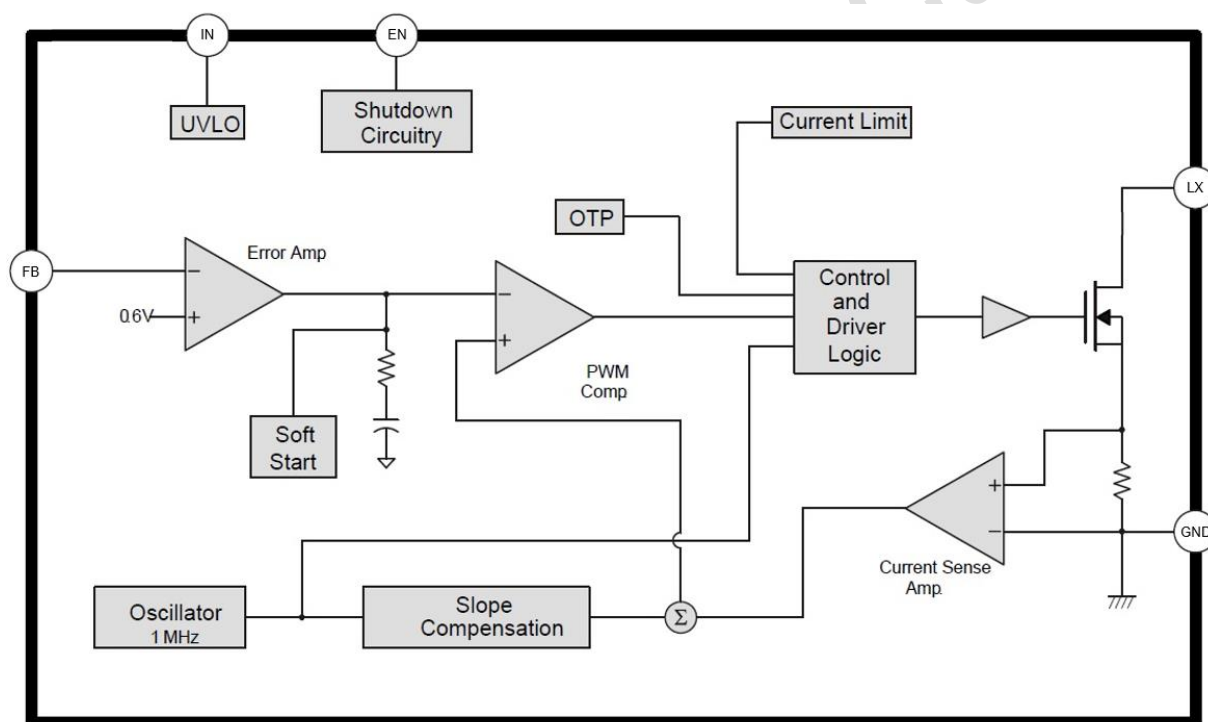 IN
EN
UVLO
Shutdown
Circuitry
Current Limit
LX
OTP
Error Amp
FB
−
0.6V
+
−
+
PWM
Comp.
Control
and
Driver
Logic
Soft
Start
+
−
GND
Current Sense
Amp.
Oscillator
1 MHz
Slope
Compensation
Σ